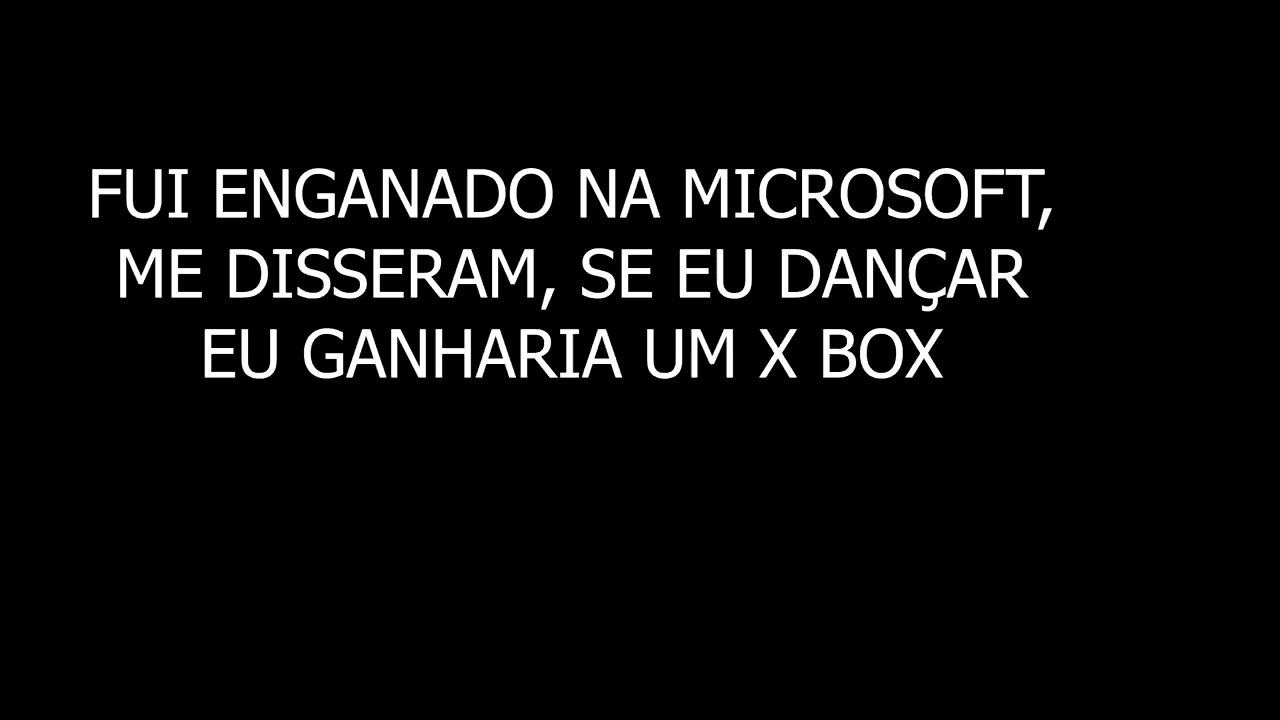 FUI ENGANADO NA MICROSOFT,
ME DISSERAM, SE EU DANÇAR
EU GANHARIA UM X BOX